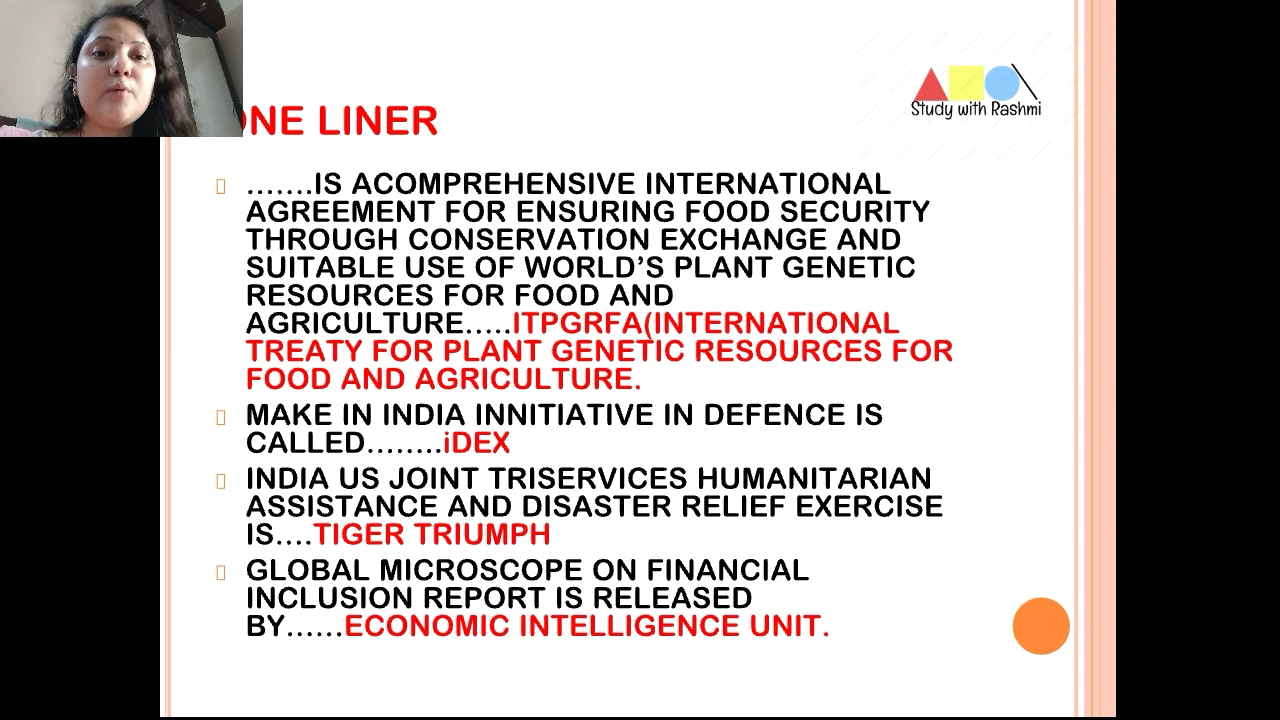 ONE LINER
Study with Rashmi
.......IS ACOMPREHENSIVE INTERNATIONAL
AGREEMENT FOR ENSURING FOOD SECURITY
THROUGH CONSERVATION EXCHANGE AND
SUITABLE USE OF WORLD’S PLANT GENETIC
RESOURCES FOR FOOD AND
AGRICULTURE.....ITPGRFA(INTERNATIONAL
TREATY FOR PLANT GENETIC RESOURCES FOR
FOOD AND AGRICULTURE.
MAKE IN INDIA INNITIATIVE IN DEFENCE IS
CALLED........iDEX
INDIA US JOINT TRISERVICES HUMANITARIAN
ASSISTANCE AND DISASTER RELIEF EXERCISE
IS....TIGER TRIUMPH
GLOBAL MICROSCOPE ON FINANCIAL
INCLUSION REPORT IS RELEASED
BY......ECONOMIC INTELLIGENCE UNIT.